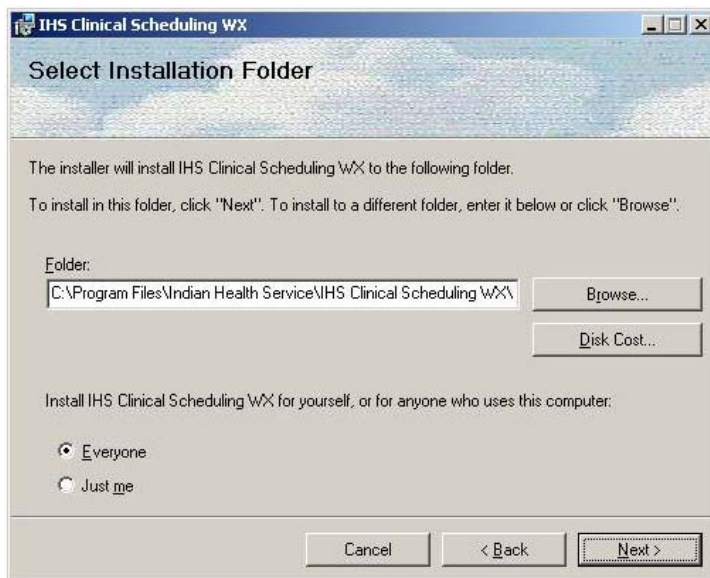 IHS Clinical Scheduling WX
Select Installation Folder
The installer will install IHS Clinical Scheduling WX to the following folder.
To install in this folder, click "Next". To install to a different folder, enter it below or click "Browse".
Folder:
C:\Program Files\Indian Health Service\IHS Clinical Scheduling WX\
Browse...
Disk Cost...
Install IHS Clinical Scheduling WX for yourself, or for anyone who uses this computer:
Everyone
Just me
Cancel
< Back
Next >